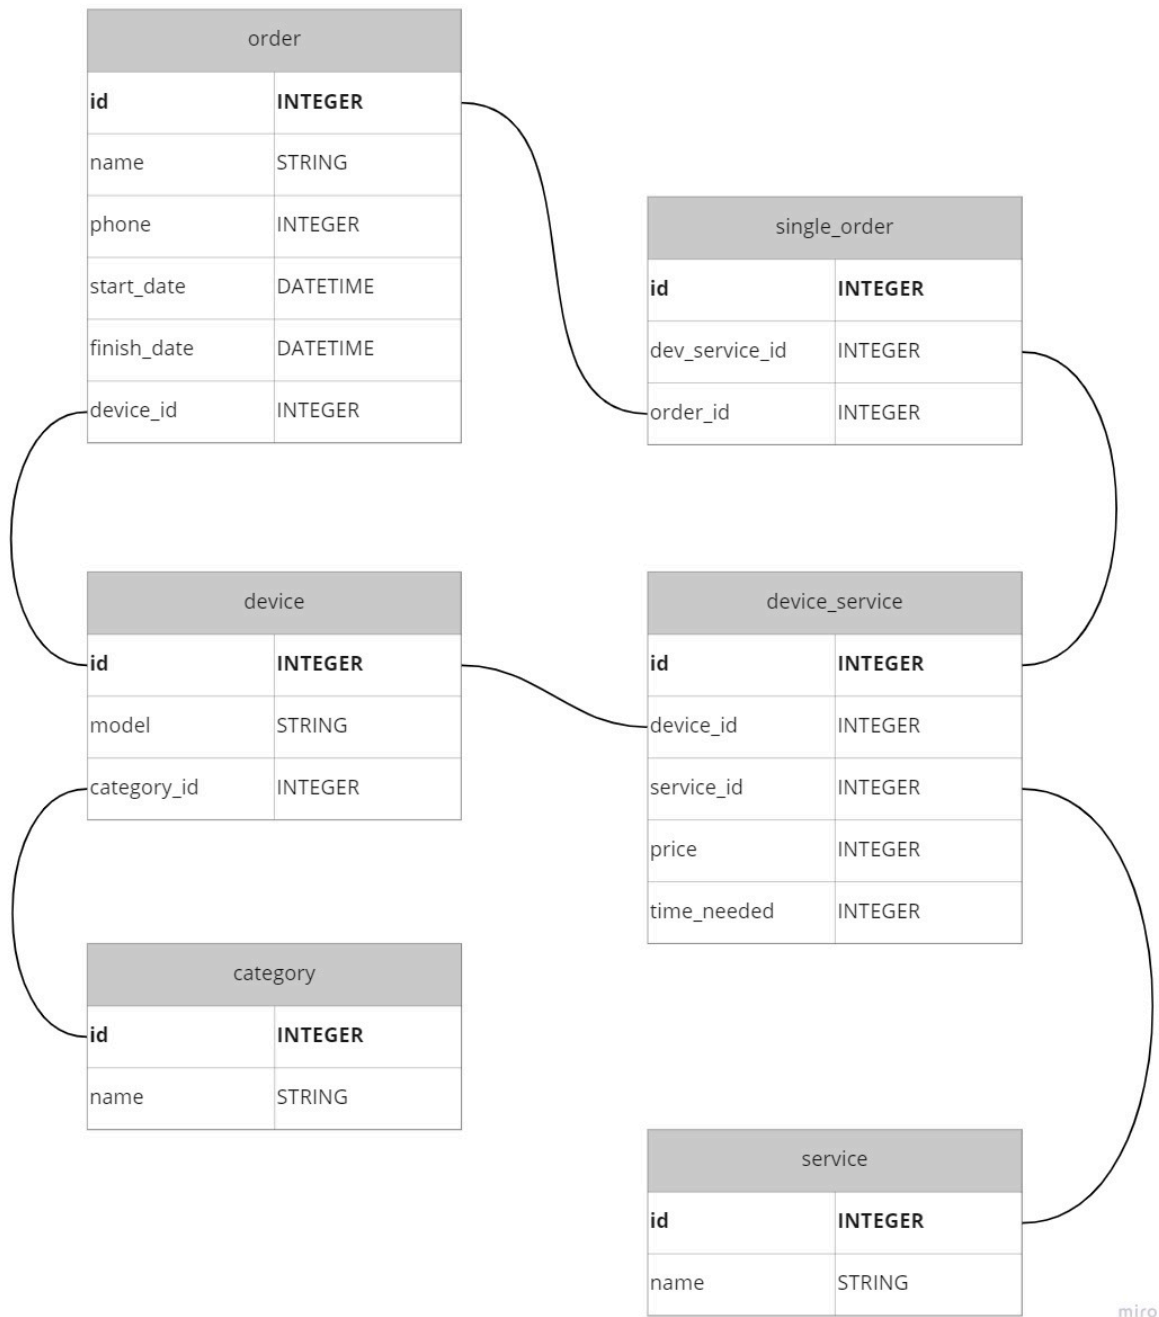 order
id INTEGER
name STRING
phone INTEGER
start_date DATETIME
finish_date DATETIME
device_id INTEGER
single_order
id INTEGER
dev_service_id INTEGER
order_id INTEGER
device
id INTEGER
model STRING
category_id INTEGER
device_service
id INTEGER
device_id INTEGER
service_id INTEGER
price INTEGER
time_needed INTEGER
category
id INTEGER
name STRING
service
id INTEGER
name STRING
miro